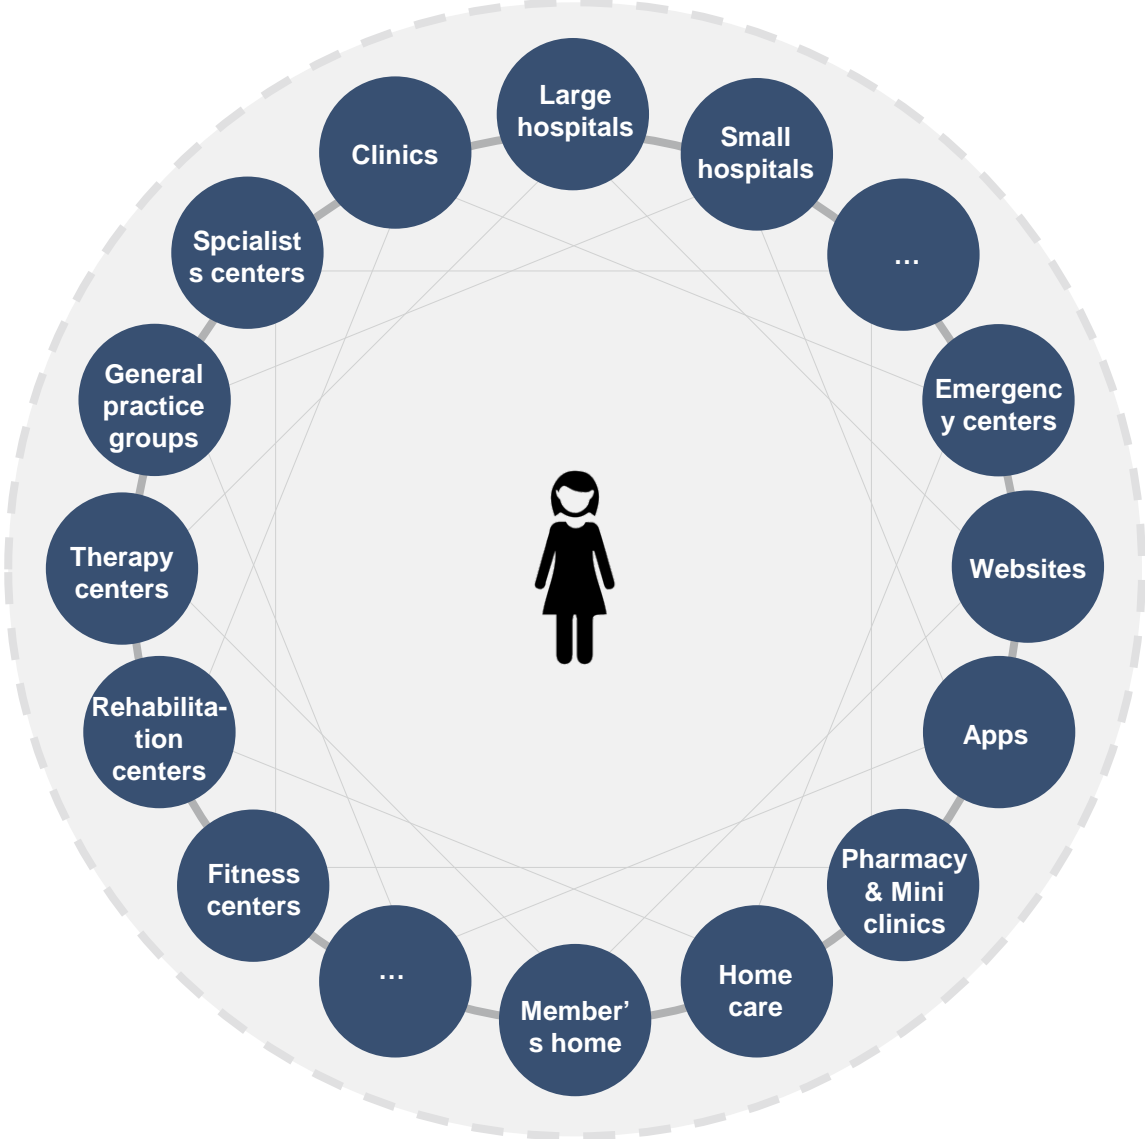 Large
hospitals
Small
hospitals
...
Emergenc
y centers
Websites
Apps
Pharmacy
& Mini
clinics
Home
care
Member’
s home
...
Fitness
centers
Rehabilita-
tion
centers
Therapy
centers
General
practice
groups
Spcialist
s centers
Clinics